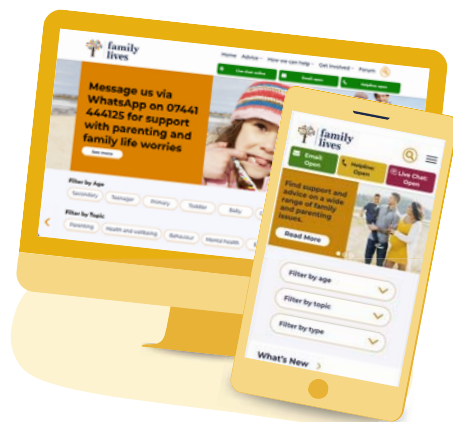 family
lives
Home Advice How we can help Get Involved Forum
Live chat online
Email open
Helpline open
Message us via
WhatsApp on 07441
444125 for support
with parenting and
family life worries
See more
Filter by Age
Secondary
Teenager
Primary
Toddler
Baby
Filter by Topic
Parenting
Health and wellbeing
Behaviour
Mental health
family
lives
Email:
Open
Helpline:
Open
Live Chat:
Open
Find support and
advice on a wide
range of family
and parenting
issues.
Read More
Filter by age
Filter by topic
Filter by type
What's New